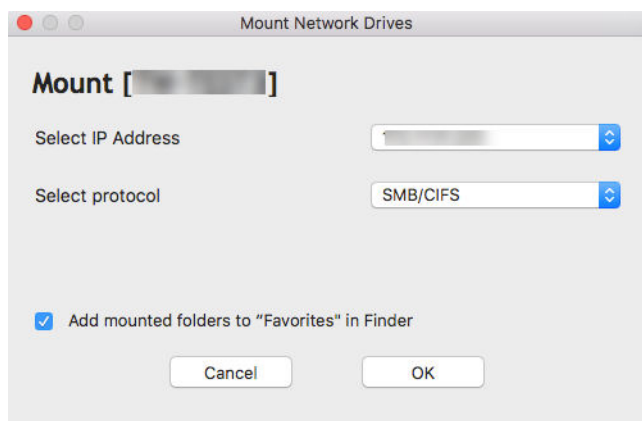 Mount Network Drives
Mount [ ]
Select IP Address
Select protocol SMB/CIFS
Add mounted folders to “Favorites" in Finder
Cancel OK